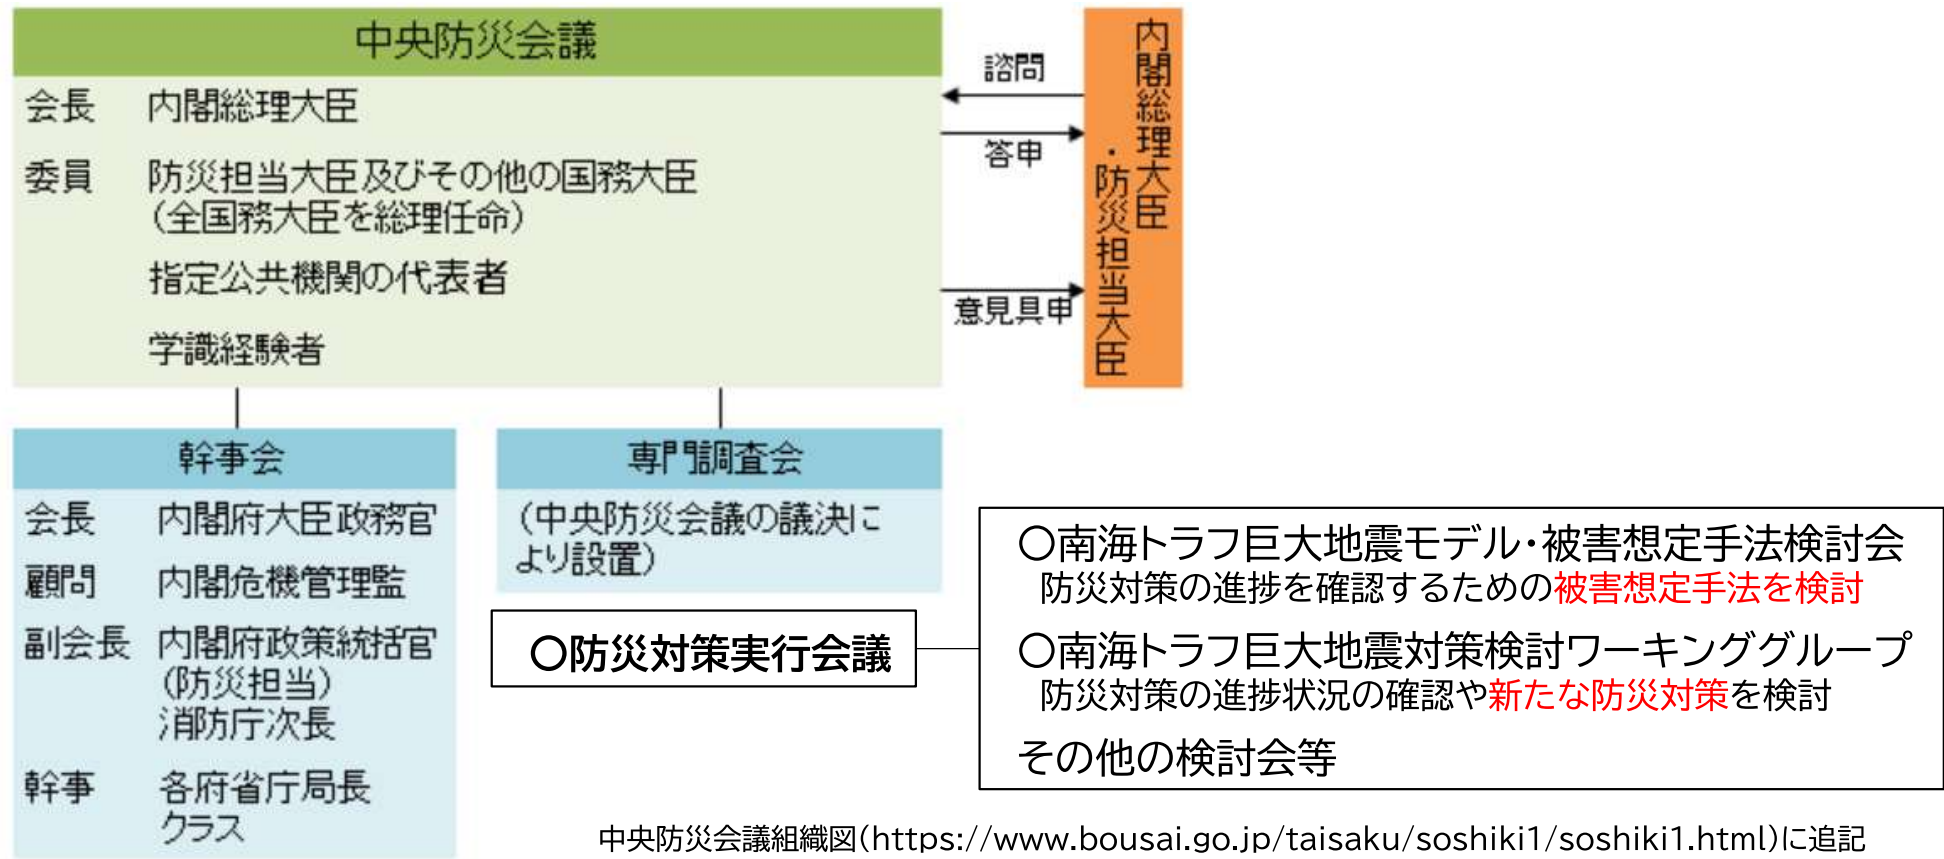 中央防災会議
会長 内閣総理大臣
委員 防災担当大臣及びその他の国務大臣
(全国務大臣を総理任命)
指定公共機関の代表者
学識経験者
諮問
答申
意見具申
内閣総理大臣
・防災担当大臣
幹事会
会長 内閣府大臣政務官
顧問 内閣危機管理監
副会長 内閣府政策統括官
(防災担当)
消防庁次長
幹事 各府省庁局長
クラス
専門調査会
(中央防災会議の議決に
より設置)
〇防災対策実行会議
〇南海トラフ巨大地震モデル・被害想定手法検討会
防災対策の進捗を確認するための被害想定手法を検討
〇南海トラフ巨大地震対策検討ワーキンググループ
防災対策の進捗状況の確認や新たな防災対策を検討
その他の検討会等
中央防災会議組織図(https://www.bousai.go.jp/taisaku/soshiki1/soshiki1.html)に追記